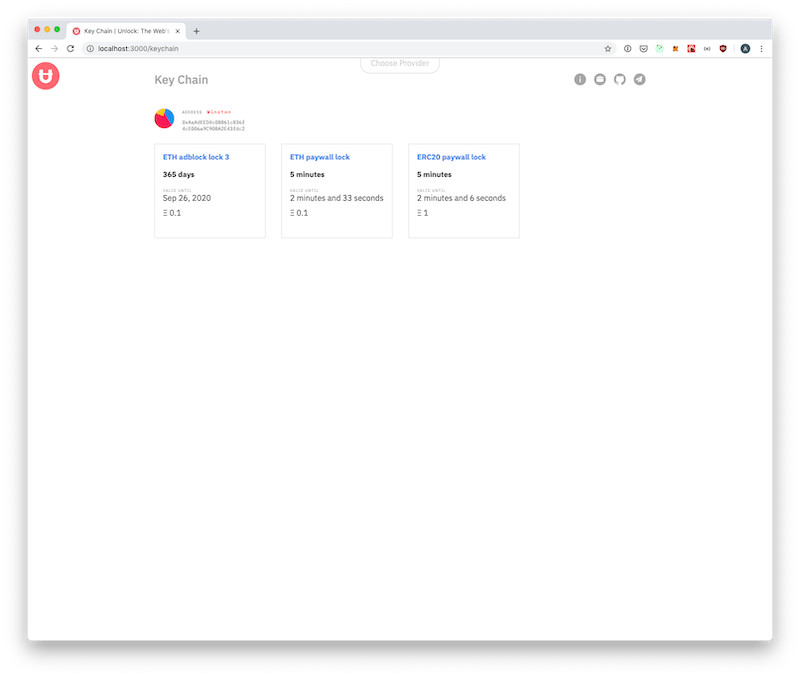 Key Chain | Unlock: The Web's
localhost:3000/keychain
A
Choose Provider
Key Chain
ADDRESS Winston
ETH adblock lock 3
365 days
VALID UNTIL
Sep 26, 2020
Ξ 0.1
ETH paywall lock
5 minutes
VALID UNTIL
2 minutes and 33 seconds
Ξ 0.1
ERC20 paywall lock
5 minutes
VALID UNTIL
2 minutes and 6 seconds
Ξ 1